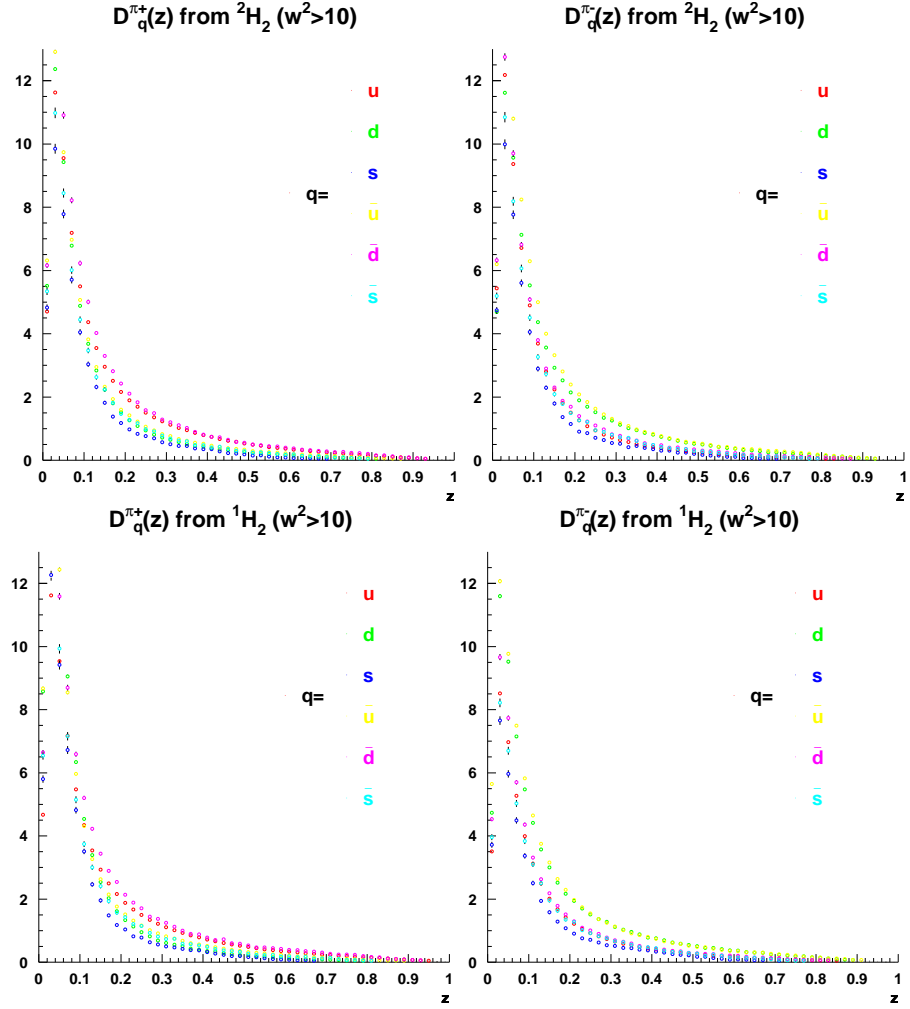 D_q^{π+}(z) from ²H₂ (w²>10)
12
10
8
6
4
2
0
0 0.1 0.2 0.3 0.4 0.5 0.6 0.7 0.8 0.9 1
z
q=
u
d
s
ū
d̄
s̄
D_q^{π-}(z) from ²H₂ (w²>10)
12
10
8
6
4
2
0
0 0.1 0.2 0.3 0.4 0.5 0.6 0.7 0.8 0.9 1
z
q=
u
d
s
ū
d̄
s̄
D_q^{π+}(z) from ¹H₂ (w²>10)
12
10
8
6
4
2
0
0 0.1 0.2 0.3 0.4 0.5 0.6 0.7 0.8 0.9 1
z
q=
u
d
s
ū
d̄
s̄
D_q^{π-}(z) from ¹H₂ (w²>10)
12
10
8
6
4
2
0
0 0.1 0.2 0.3 0.4 0.5 0.6 0.7 0.8 0.9 1
z
q=
u
d
s
ū
d̄
s̄